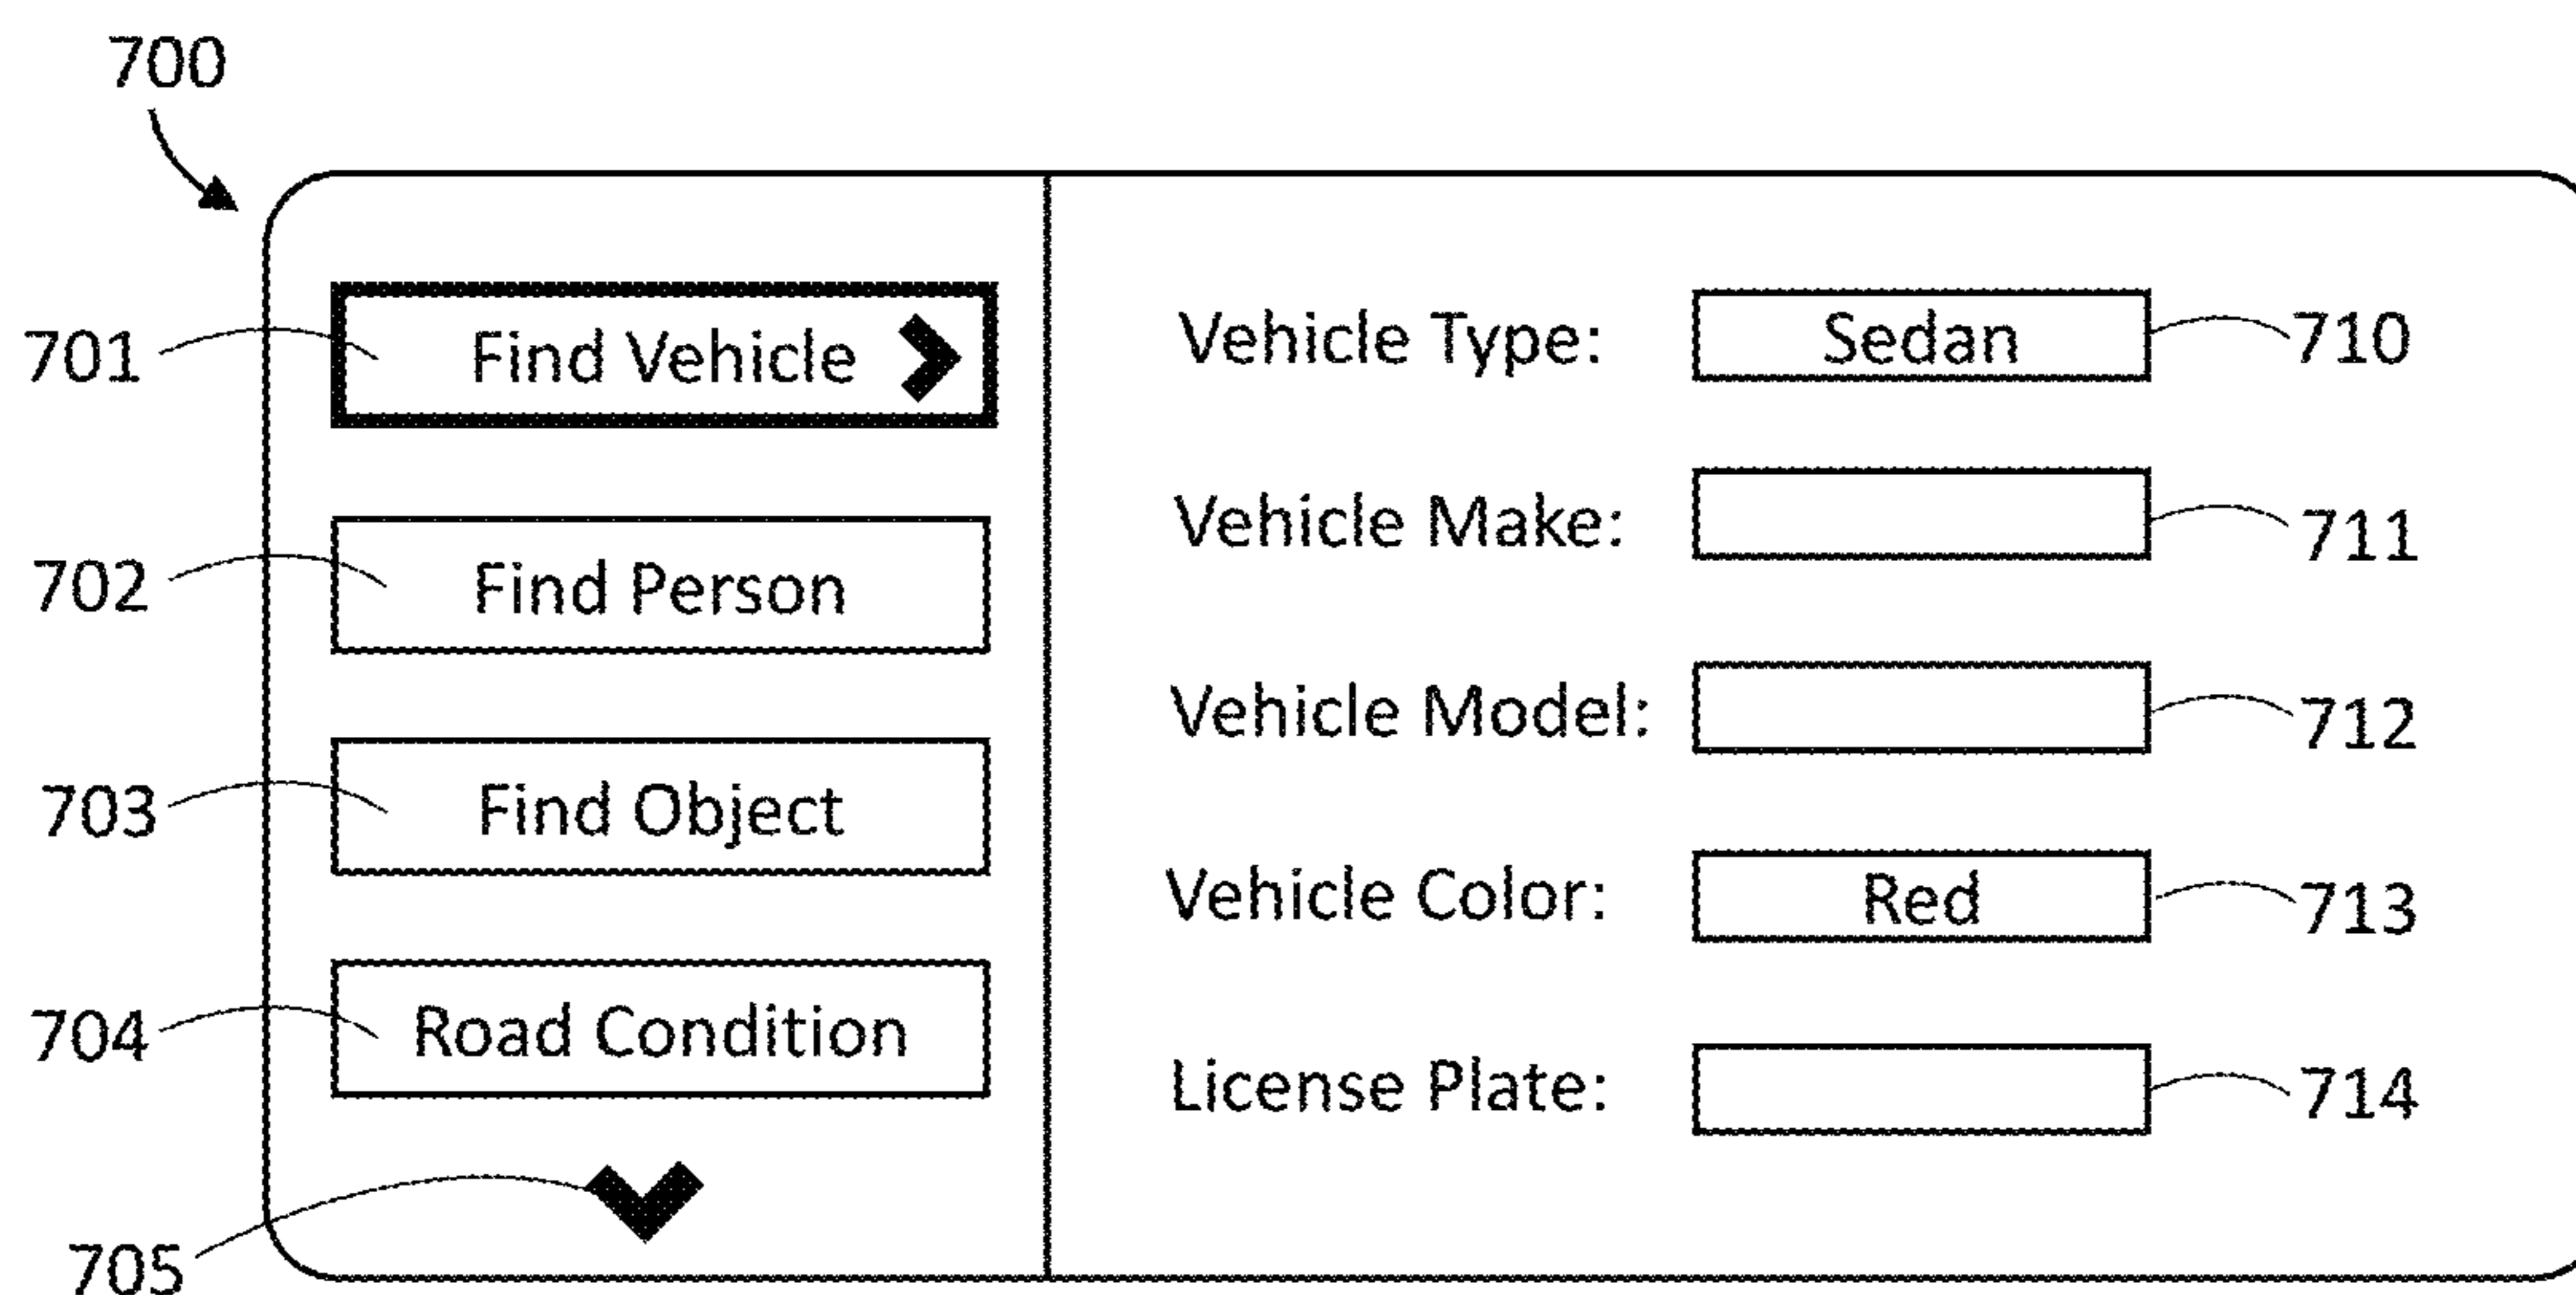 700
701 Find Vehicle Vehicle Type: Sedan 710
Vehicle Make: 711
702 Find Person
Vehicle Model: 712
703 Find Object
Vehicle Color: Red 713
704 Road Condition
License Plate: 714
705